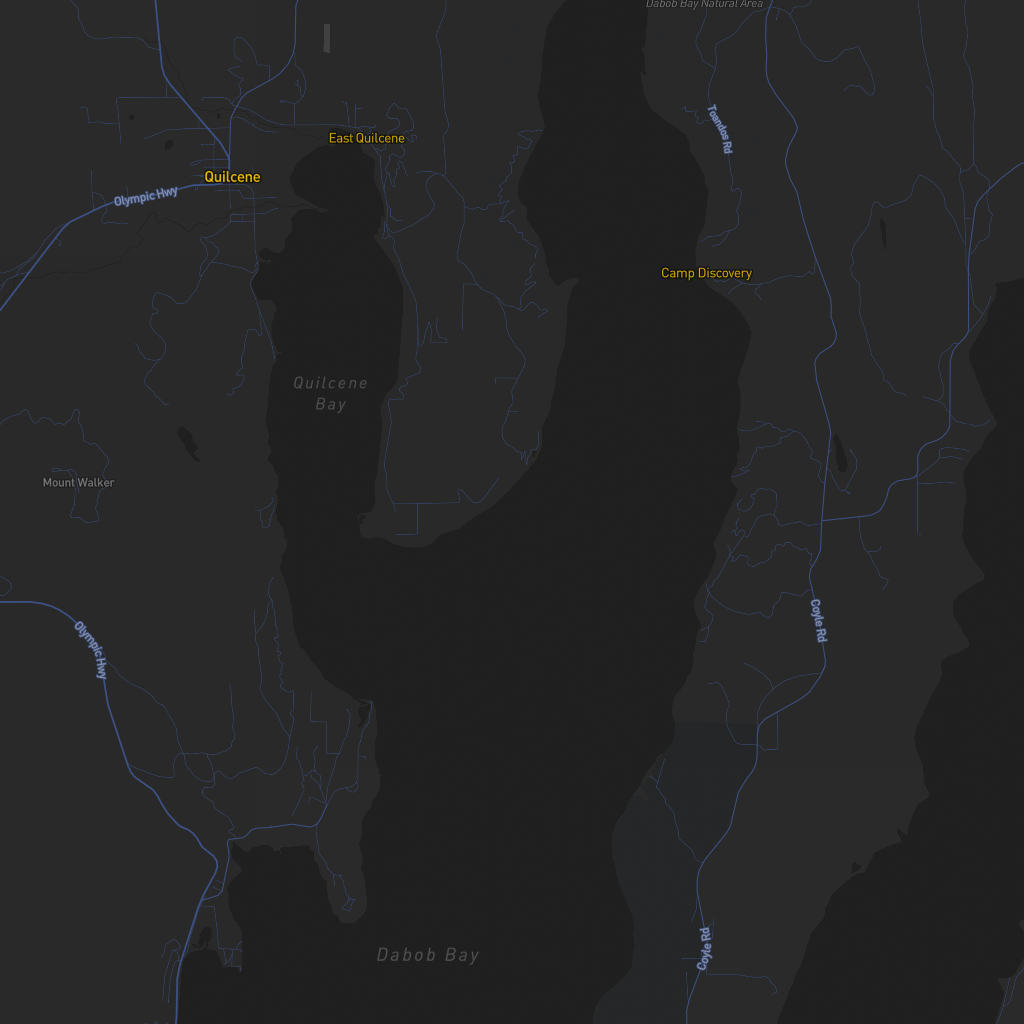 Dabob Bay Natural Area
Toandos Rd
East Quilcene
Quilcene
Olympic Hwy
Camp Discovery
Quilcene
Bay
Mount Walker
Olympic Hwy
Coyle Rd
Coyle Rd
Dabob Bay